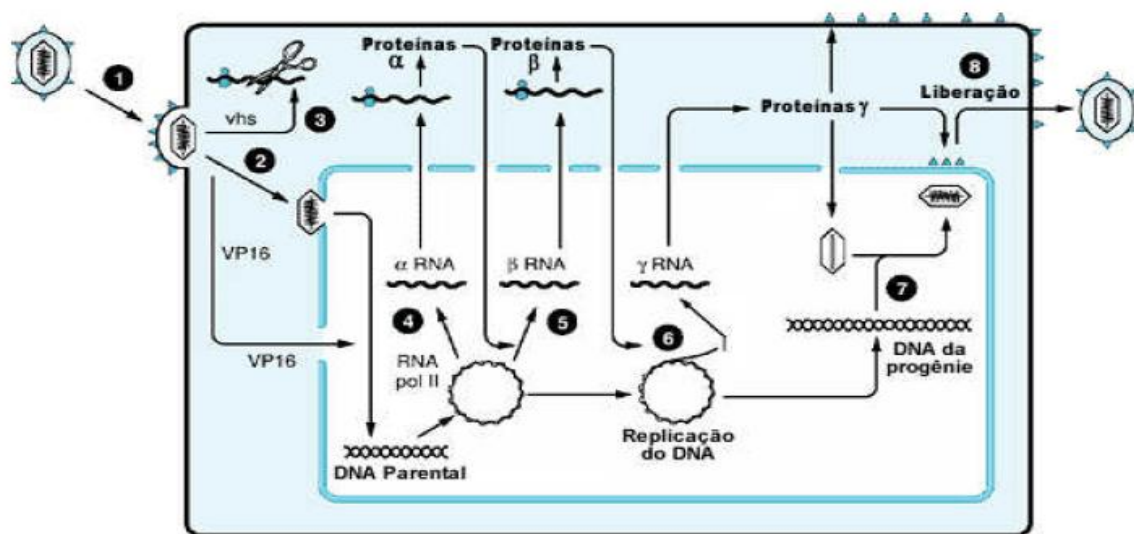 1
2
3
vhs
VP16
VP16
Proteínas
α
Proteínas
β
Proteínas γ
8
Liberação
α RNA
β RNA
γ RNA
4
5
6
7
RNA
pol II
DNA Parental
Replicação
do DNA
DNA da
progênie